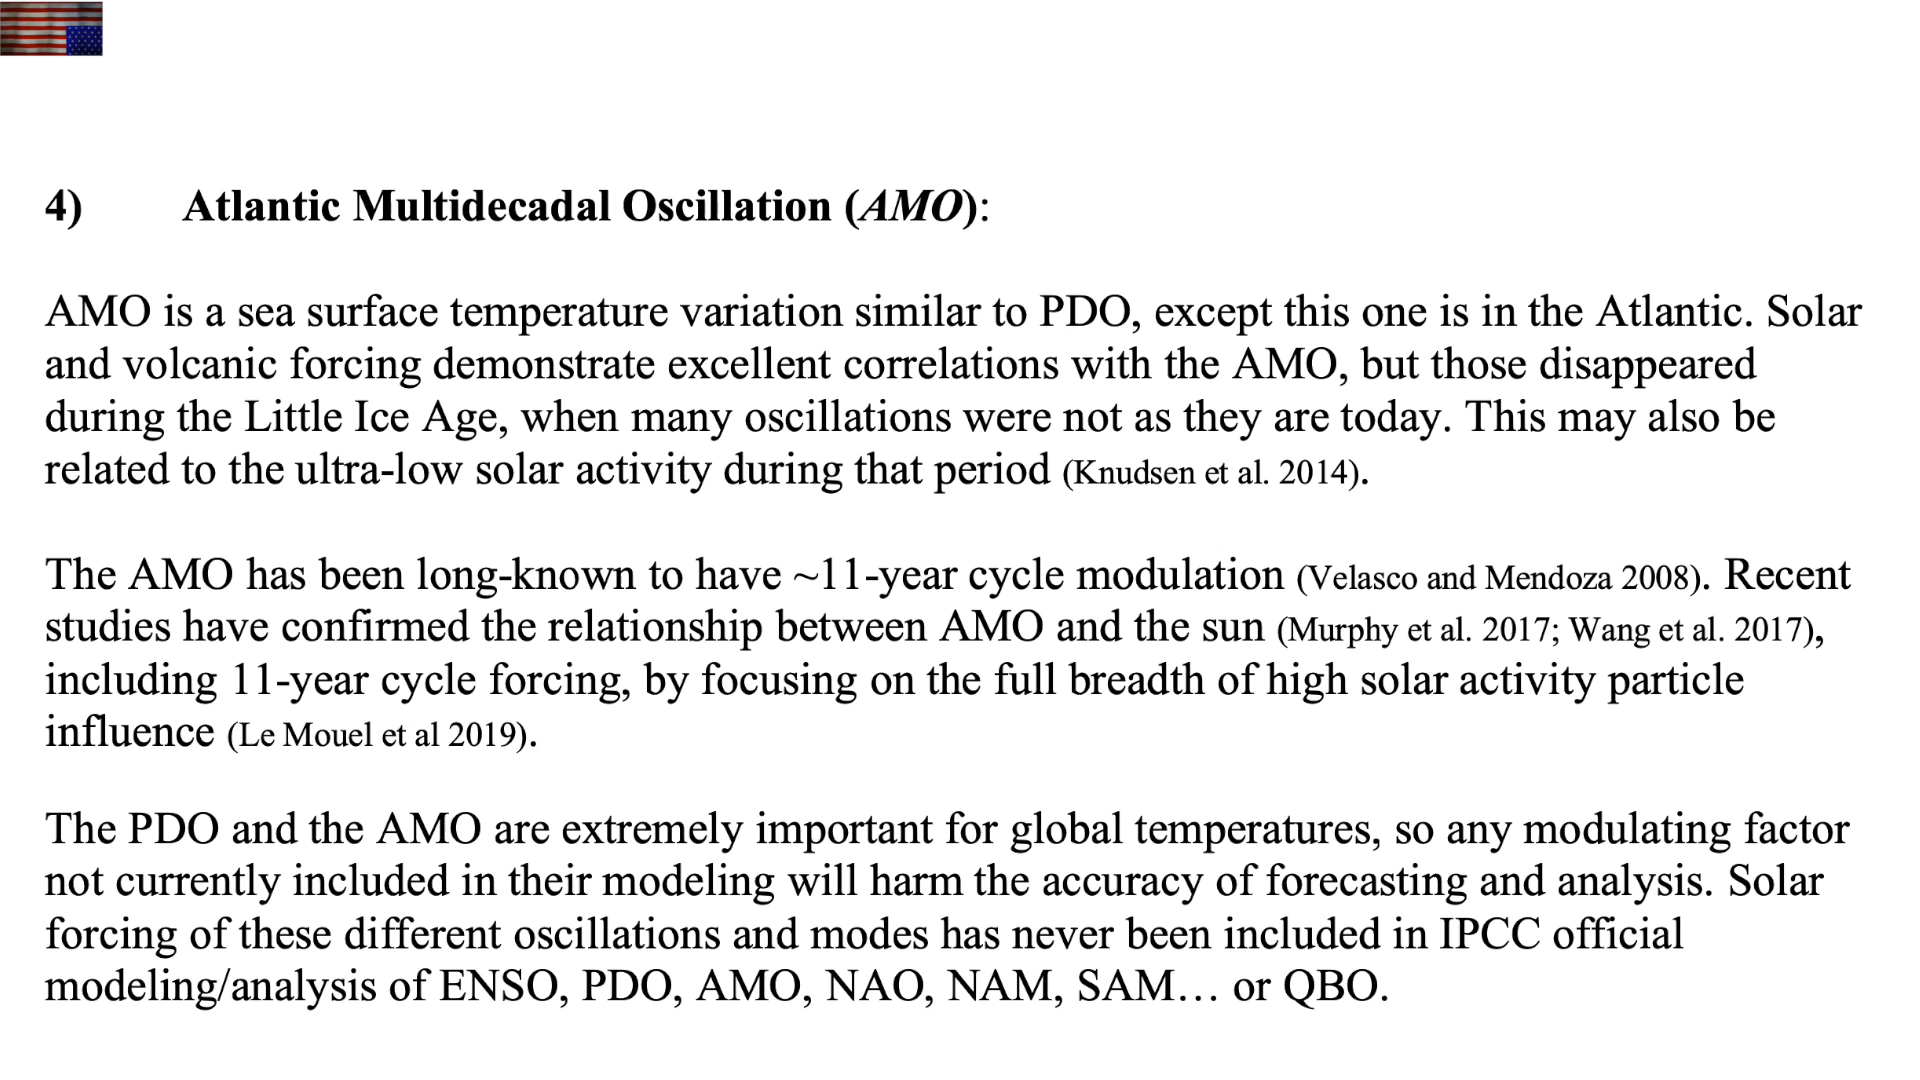 4) Atlantic Multidecadal Oscillation (AMO):
AMO is a sea surface temperature variation similar to PDO, except this one is in the Atlantic. Solar
and volcanic forcing demonstrate excellent correlations with the AMO, but those disappeared
during the Little Ice Age, when many oscillations were not as they are today. This may also be
related to the ultra-low solar activity during that period (Knudsen et al. 2014).
The AMO has been long-known to have ~11-year cycle modulation (Velasco and Mendoza 2008). Recent
studies have confirmed the relationship between AMO and the sun (Murphy et al. 2017; Wang et al. 2017),
including 11-year cycle forcing, by focusing on the full breadth of high solar activity particle
influence (Le Mouel et al 2019).
The PDO and the AMO are extremely important for global temperatures, so any modulating factor
not currently included in their modeling will harm the accuracy of forecasting and analysis. Solar
forcing of these different oscillations and modes has never been included in IPCC official
modeling/analysis of ENSO, PDO, AMO, NAO, NAM, SAM… or QBO.